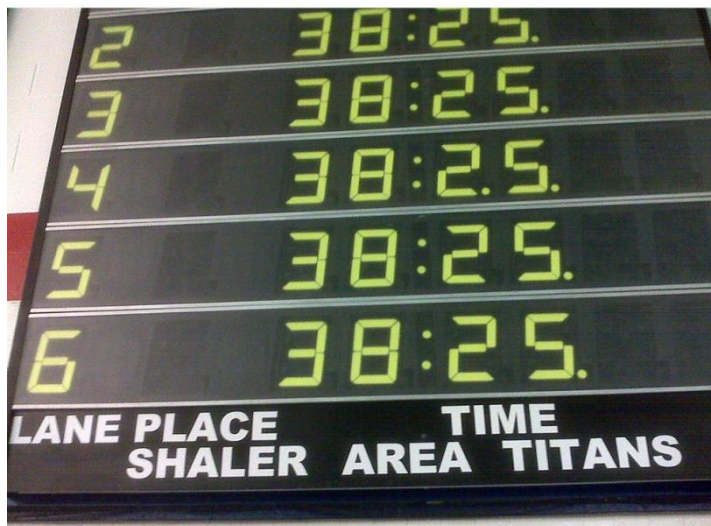 2 38:25.
3 38:25.
4 38:2.5.
5 38:25.
6 38:25.
LANE PLACE TIME
SHALER AREA TITANS